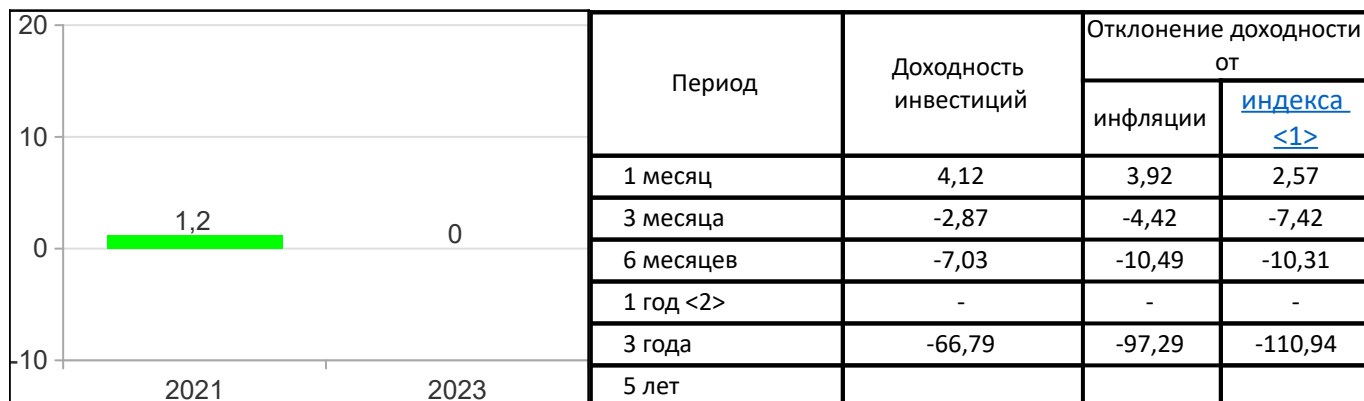 20
10
0
-10
1,2
0
2021
2023
Период
Доходность
инвестиций
Отклонение доходности
от
инфляции
индекса
<1>
1 месяц 4,12 3,92 2,57
3 месяца -2,87 -4,42 -7,42
6 месяцев -7,03 -10,49 -10,31
1 год <2> - - -
3 года -66,79 -97,29 -110,94
5 лет